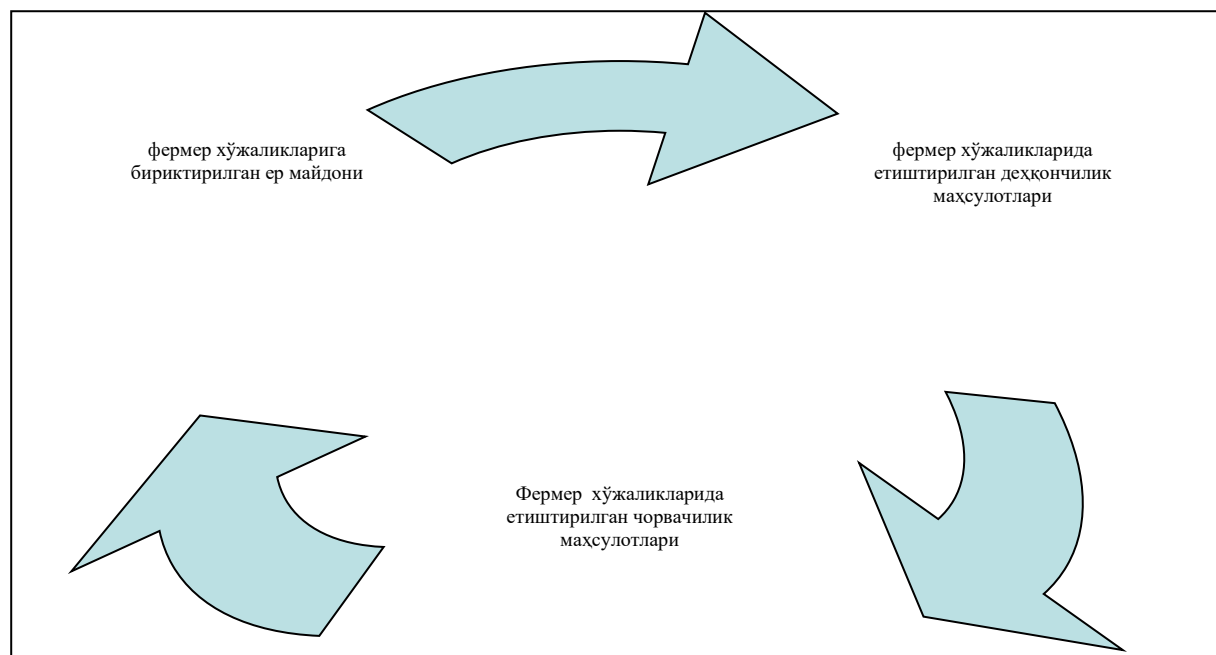 фермер хўжаликларига
бириктирилган ер майдони
фермер хўжаликларида
етиштирилган деҳқончилик
маҳсулотлари
Фермер хўжаликларида
етиштирилган чорвачилик
маҳсулотлари